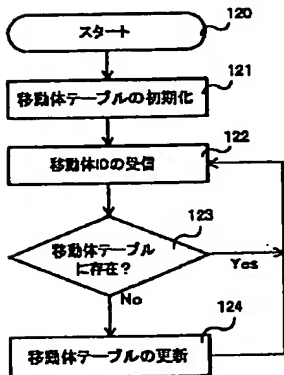 スタート
120
121
移動体テーブルの初期化
122
移動体IDの受信
123
移動体テーブル
に存在?
Yes
No
124
移動体テーブルの更新